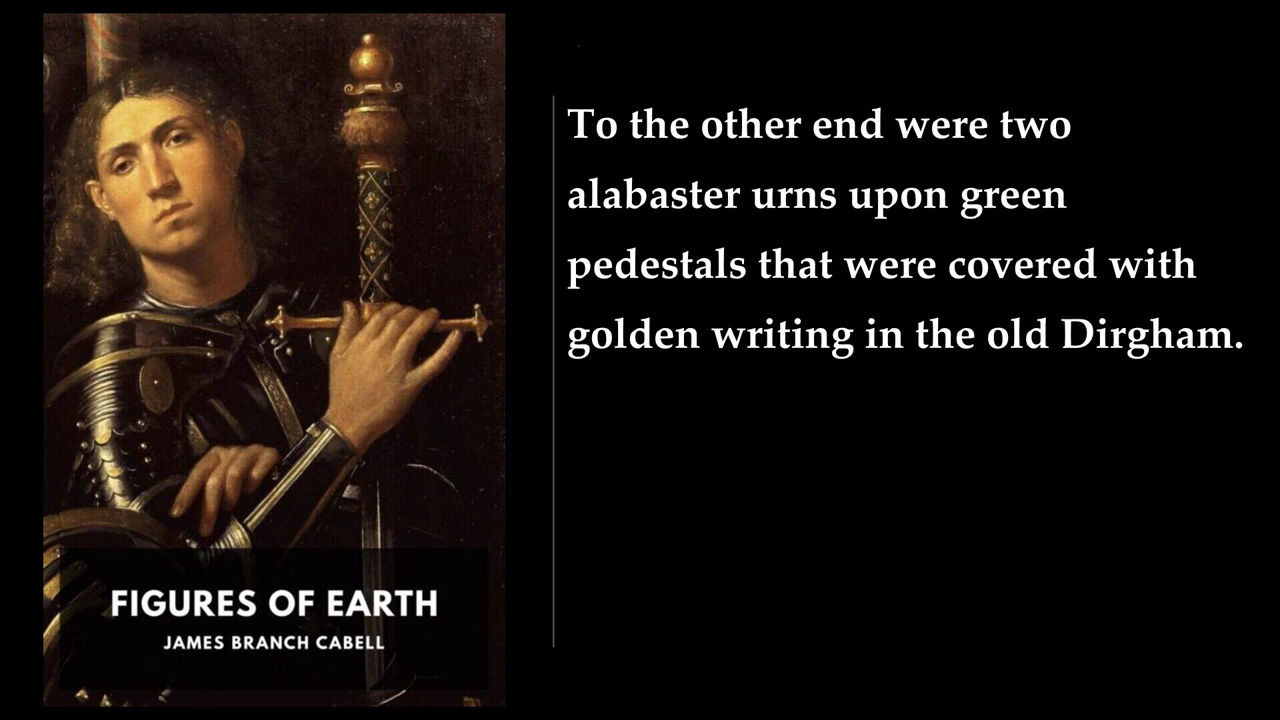 To the other end were two
alabaster urns upon green
pedestals that were covered with
golden writing in the old Dirgham.
FIGURES OF EARTH
JAMES BRANCH CABELL